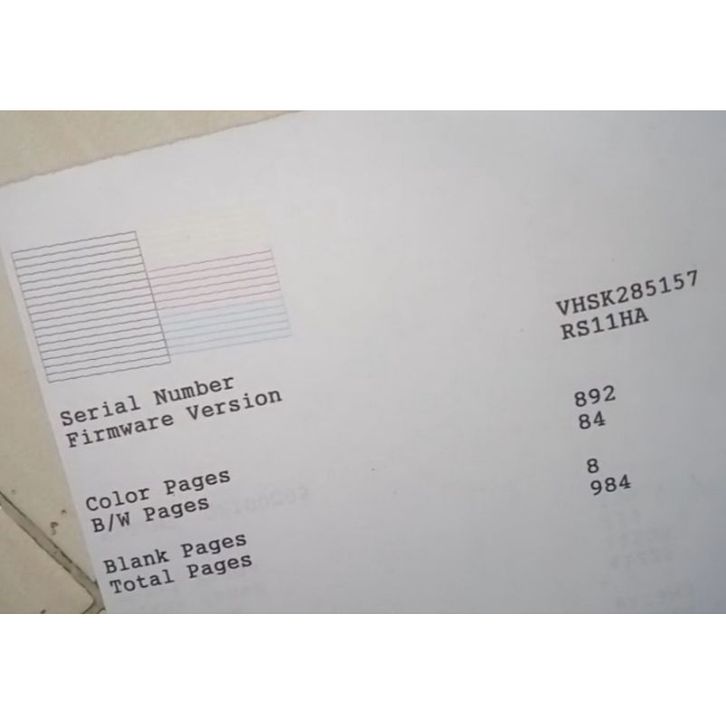 Serial Number VHSK285157
Firmware Version RS11HA
Color Pages 892
B/W Pages 84
Blank Pages 8
Total Pages 984